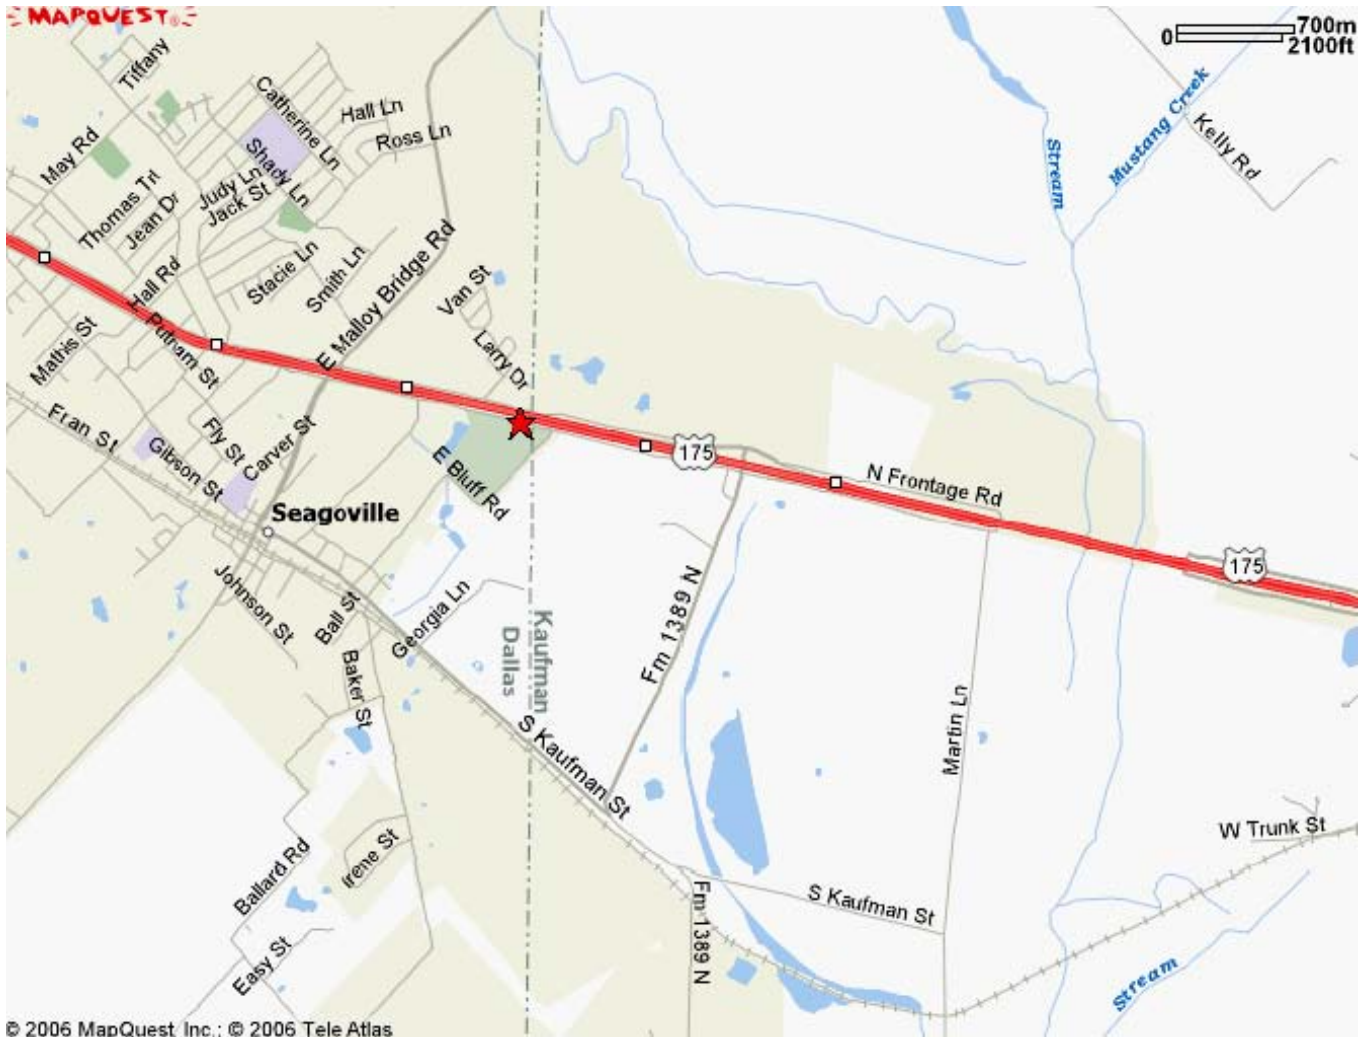 MAPQUEST®
0 700m
2100ft
Tiffany
Catherine Ln
Hall Ln
Ross Ln
May Rd
Shady Ln
Judy Ln
Jack St
Thomas Trl
Jean Dr
Stream
Mustang Creek
Kelly Rd
Hall Rd
Stacie Ln
Smith Ln
E Malloy Bridge Rd
Van St
Larry Dr
Mathis St
Putnam St
Fran St
Fly St
Gibson St
Carver St
E Bluff Rd
175
N Frontage Rd
Seagoville
175
Johnson St
Ball St
Georgia Ln
Baker St
Dallas
Kaufman
Fm 1389 N
Martin Ln
S Kaufman St
W Trunk St
Irene St
Ballard Rd
Easy St
Fm 1389 N
S Kaufman St
Stream
© 2006 MapQuest Inc.; © 2006 Tele Atlas